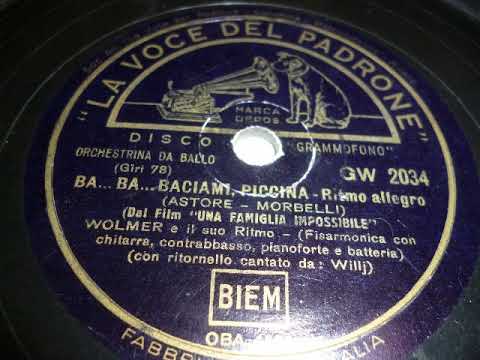 "LA VOCE DEL PADRONE"
MARCA
DEPOS
DISCO "GRAMMOFONO"
ORCHESTRINA DA BALLO
(Giri 78)
GW 2034
BA... BA... BACIAMI, PICCINA - Ritmo allegro
(ASTORE - MORBELLI)
(Dal Film "UNA FAMIGLIA IMPOSSIBILE"
WOLMER e il suo Ritmo - (Fisarmonica con
chitarra, contrabbasso, pianoforte e batteria)
(con ritornello cantato da: Willj)
BIEM
OBA